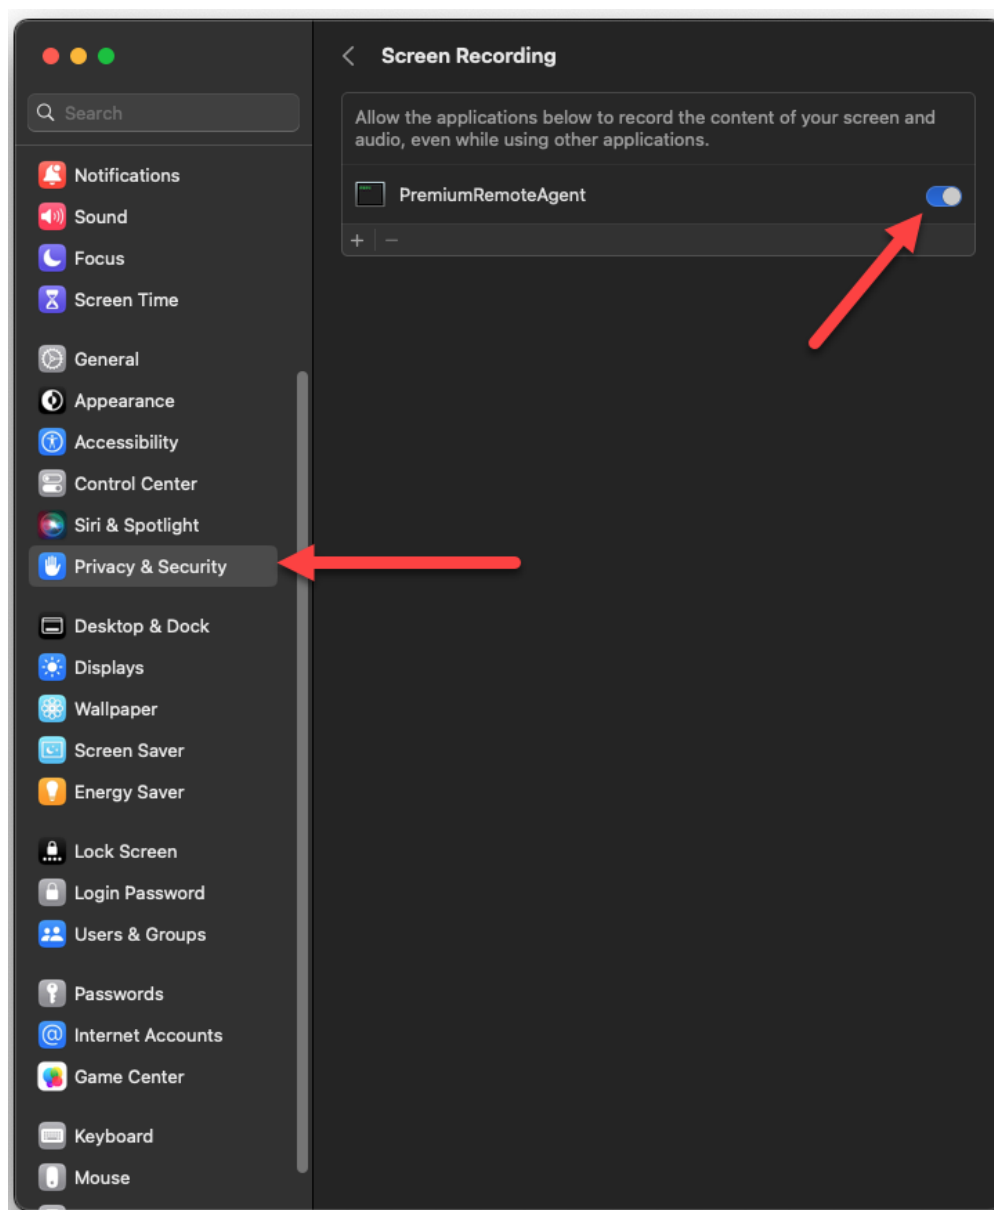 Screen Recording
Search
Allow the applications below to record the content of your screen and
audio, even while using other applications.
PremiumRemoteAgent
Notifications
Sound
Focus
Screen Time
General
Appearance
Accessibility
Control Center
Siri & Spotlight
Privacy & Security
Desktop & Dock
Displays
Wallpaper
Screen Saver
Energy Saver
Lock Screen
Login Password
Users & Groups
Passwords
Internet Accounts
Game Center
Keyboard
Mouse